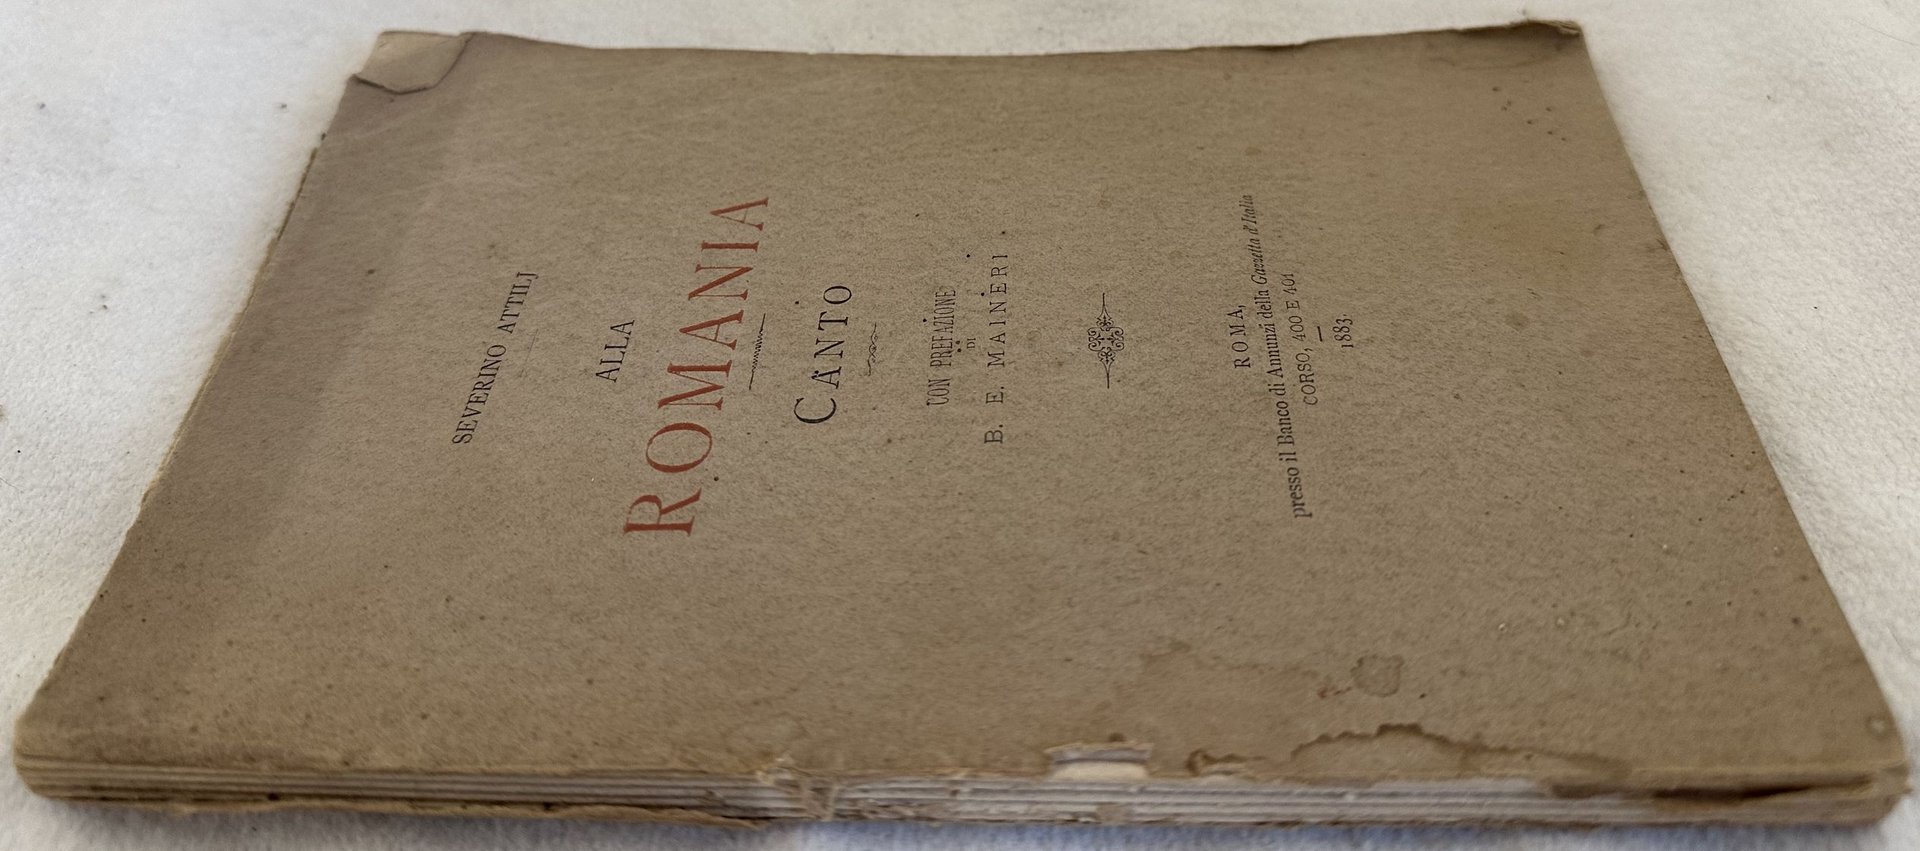 SEVERINO ATTILJ
ALLA
ROMANIA
CANTO
CON PREFAZIONE
DI
B. E. MAINERI
ROMA,
presso il Banco di Annunzi della Gazzetta d'Italia
CORSO, 400 E 401
1883.